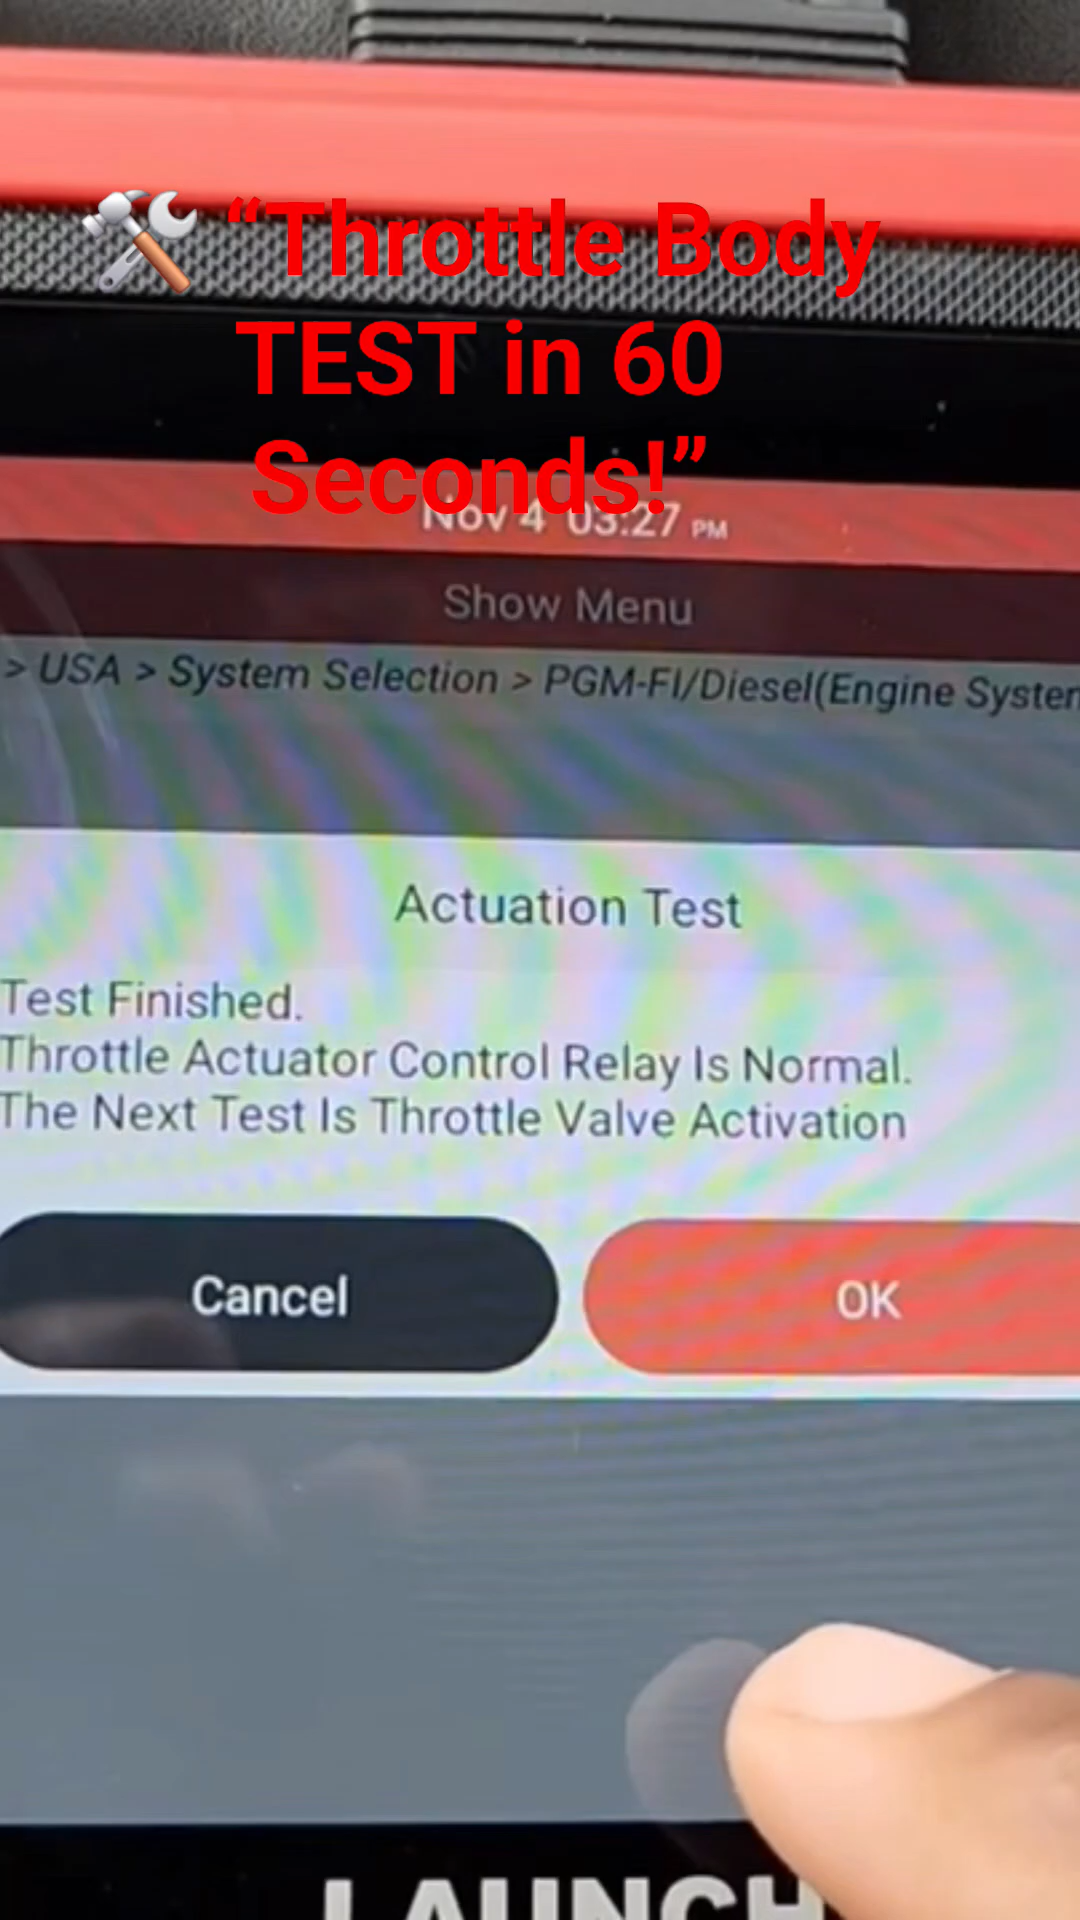 “Throttle Body
TEST in 60
Seconds!”
Nov 4 03:27 PM
Show Menu
> USA > System Selection > PGM-FI/Diesel(Engine System
Actuation Test
Test Finished.
Throttle Actuator Control Relay Is Normal.
The Next Test Is Throttle Valve Activation
Cancel
OK
LAUNCH